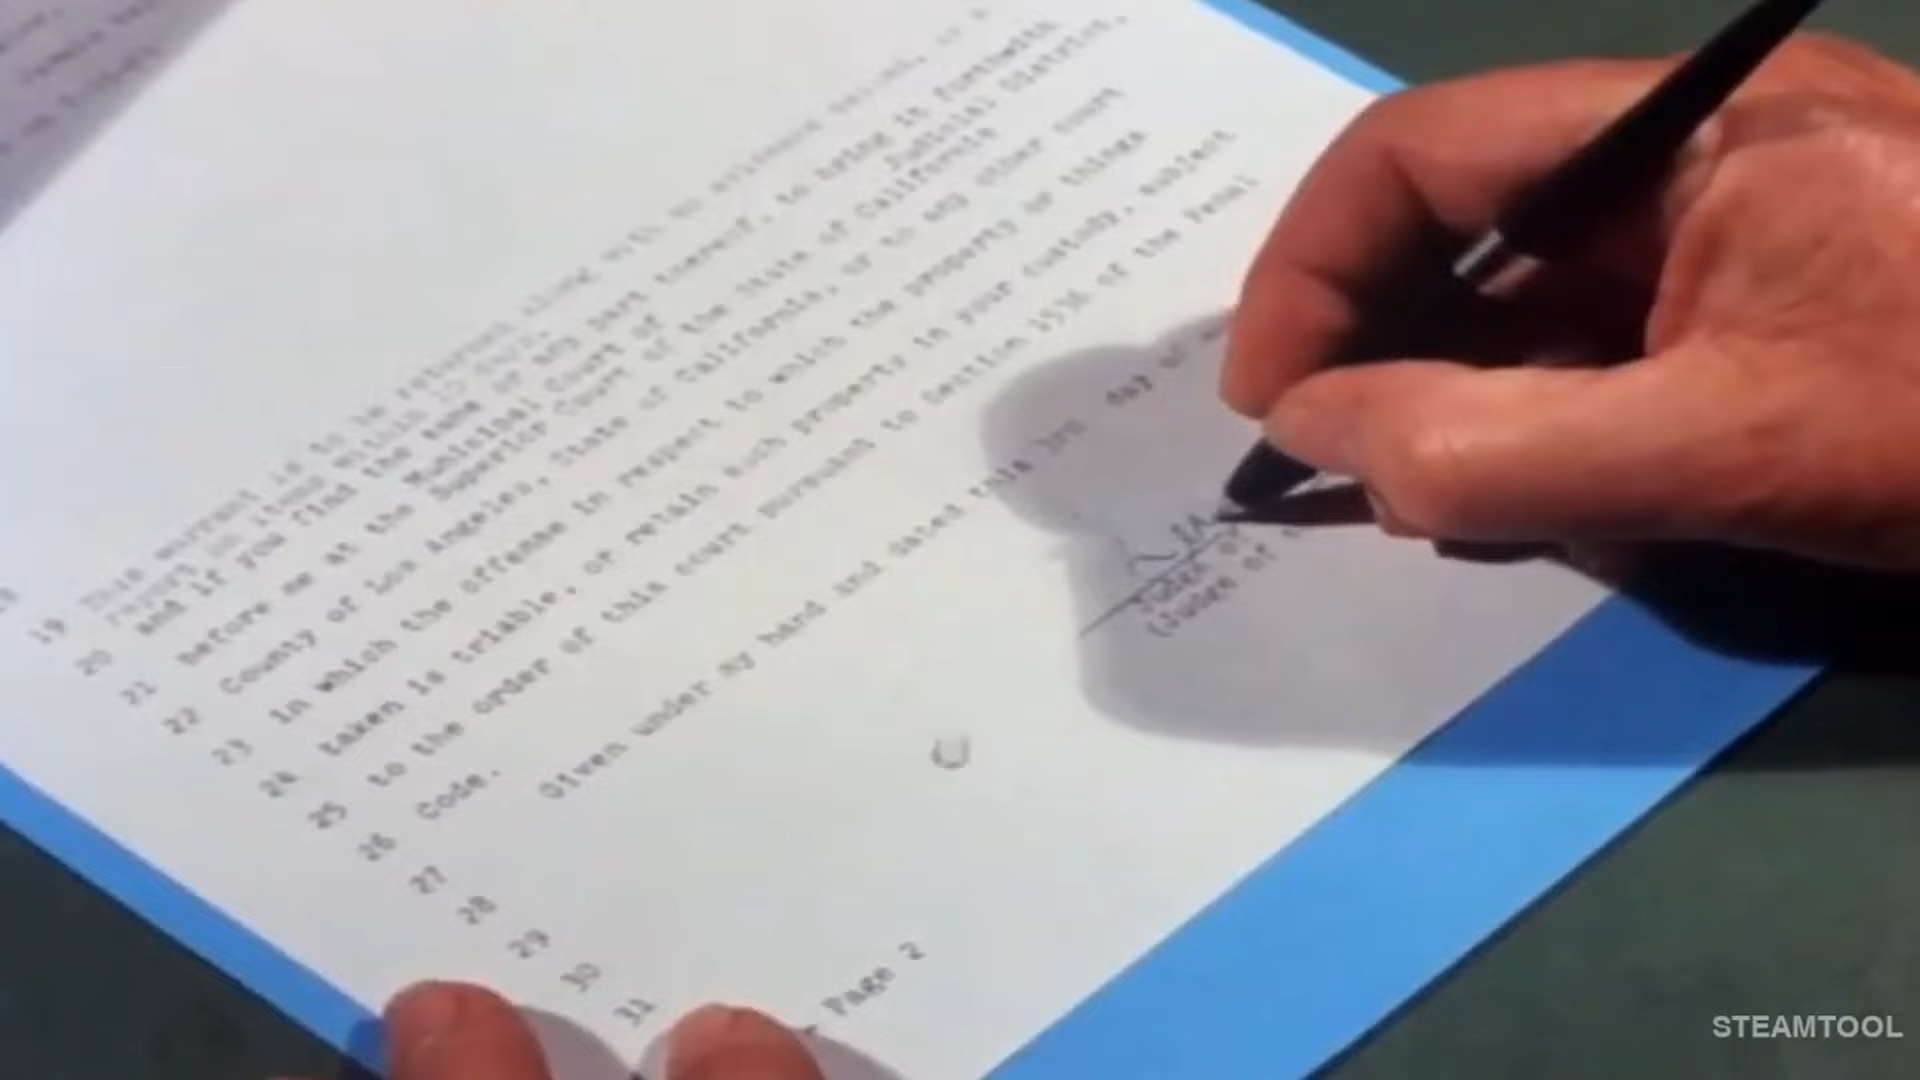 19 This warrant is to be returned along with an evidence
20 report on items within 10 days,
and if you find the same or any part thereof, to bring it forthwith
21 before me at the Municipal Court of Judicial District,
Superior Court of the State of California
22 County of Los Angeles, State of California, or to any other court
23 in which the offense in respect to which the property or things
24 taken is triable, or retain such property in your custody, subject
25 to the order of this court pursuant to section 1536 of the Penal
26 Code.
27 Given under my hand and dated this 3rd day of
28
29
30
31
Judge of
(Judge of
Page 2
STEAMTOOL